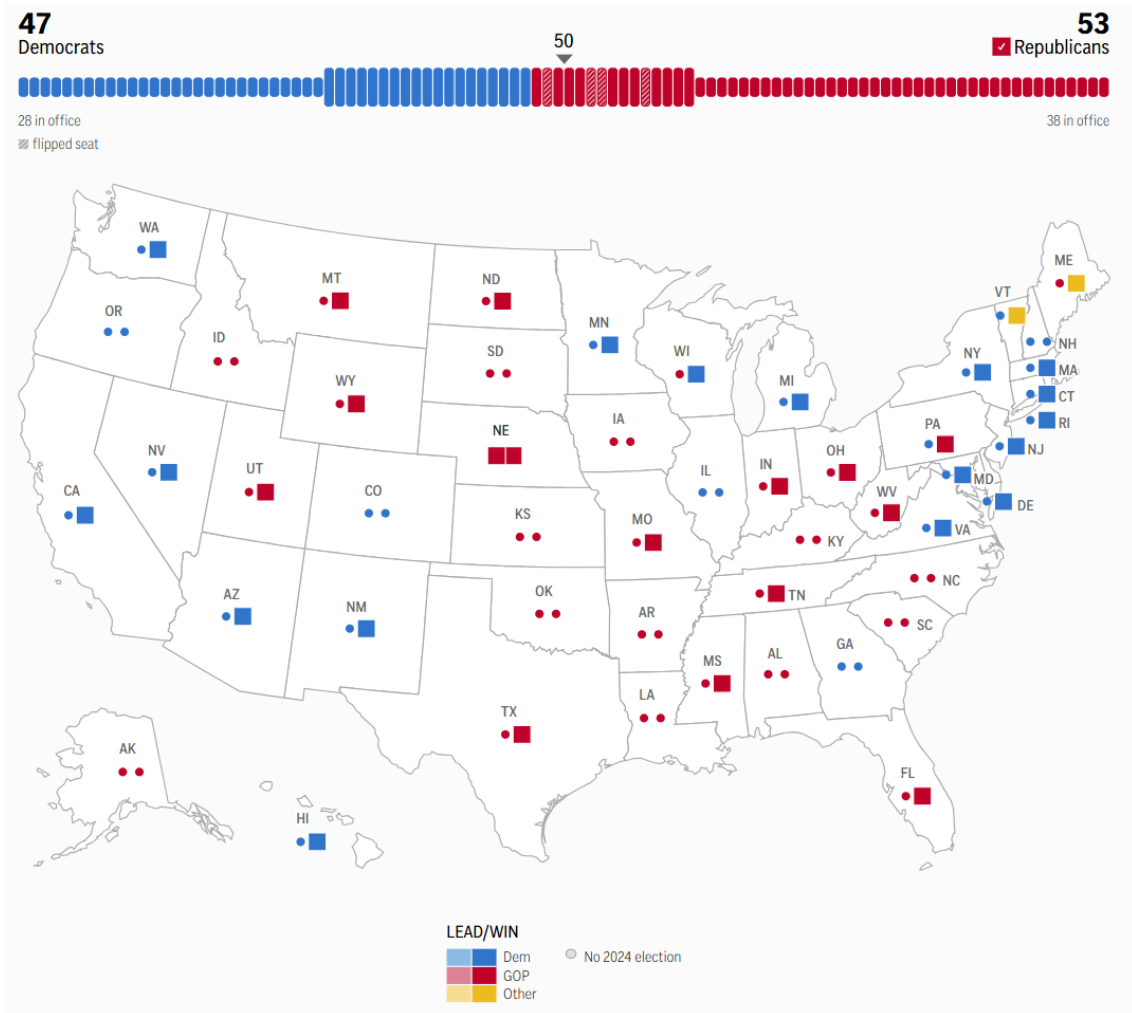 47
53
50
Democrats
Republicans
28 in office
38 in office
flipped seat
WA
ME
MT
ND
VT
OR
MN
ID
NH
SD
WI
NY
MA
WY
MI
CT
IA
RI
NE
PA
NV
NJ
UT
OH
IN
IL
MD
CA
CO
WV
DE
KS
MO
VA
KY
NC
OK
AZ
TN
NM
AR
SC
GA
AL
MS
LA
TX
AK
FL
HI
LEAD/WIN
Dem
No 2024 election
GOP
Other